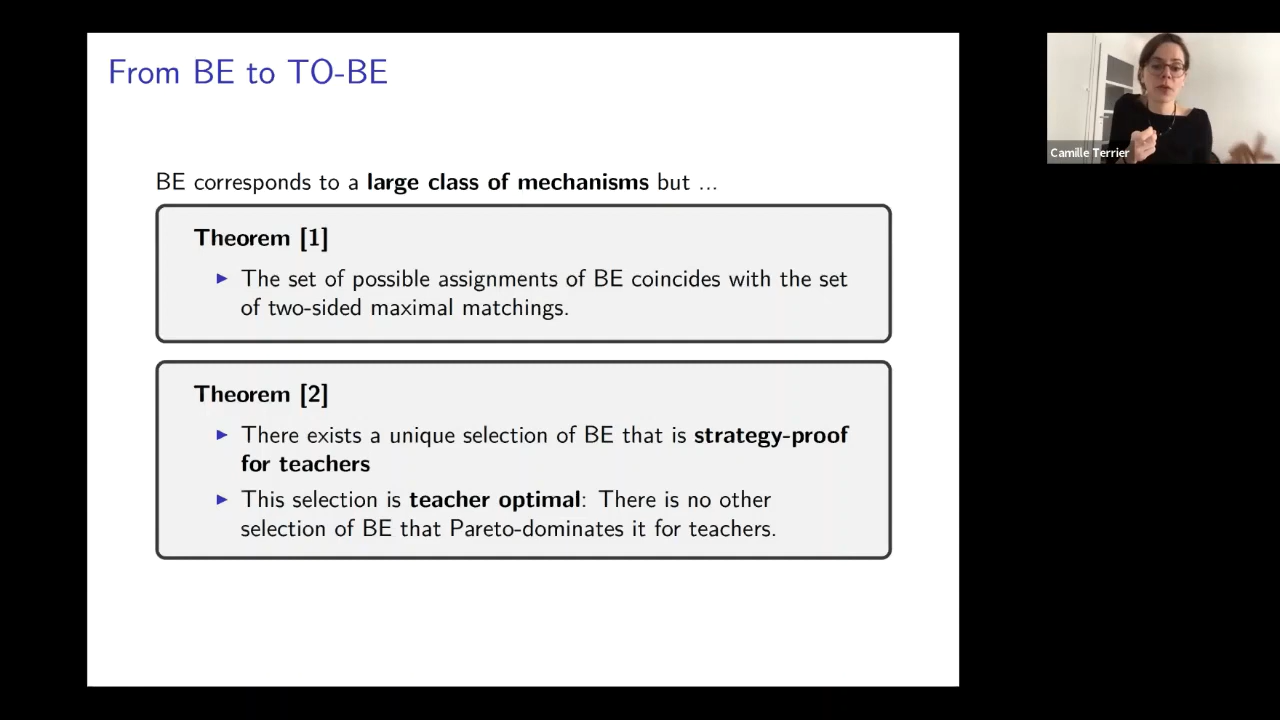 From BE to TO-BE
BE corresponds to a large class of mechanisms but ...
Theorem [1]
▶ The set of possible assignments of BE coincides with the set
of two-sided maximal matchings.
Theorem [2]
▶ There exists a unique selection of BE that is strategy-proof
for teachers
▶ This selection is teacher optimal: There is no other
selection of BE that Pareto-dominates it for teachers.
Camille Terrier